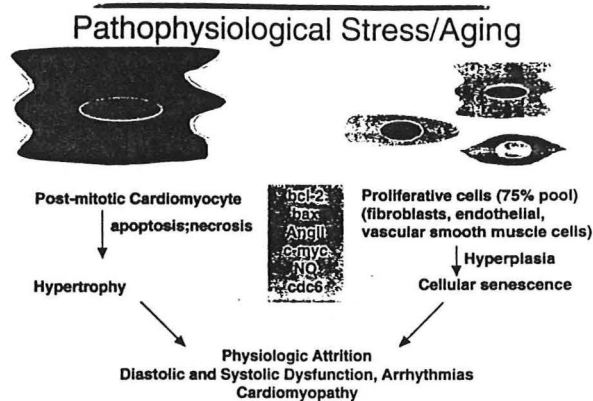 Pathophysiological Stress/Aging
Post-mitotic Cardiomyocyte
apoptosis;necrosis
Hypertrophy
bcl-2
bax
AngII
c-myc
NO
cdc6
Proliferative cells (75% pool)
(fibroblasts, endothelial,
vascular smooth muscle cells)
Hyperplasia
Cellular senescence
Physiologic Attrition
Diastolic and Systolic Dysfunction, Arrhythmias
Cardiomyopathy